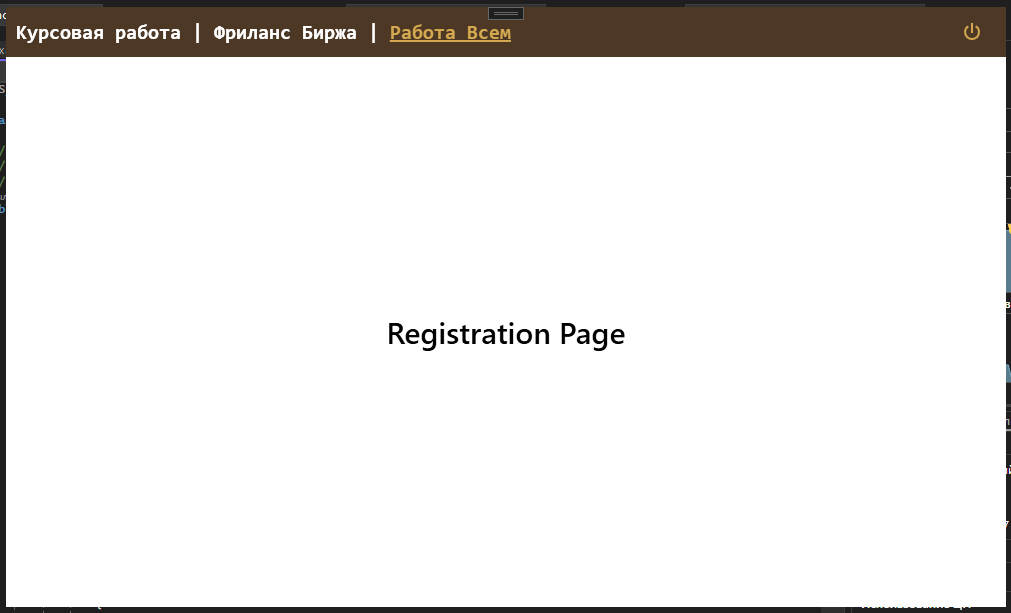 Курсовая работа | Фриланс Биржа | Работа Всем
Registration Page